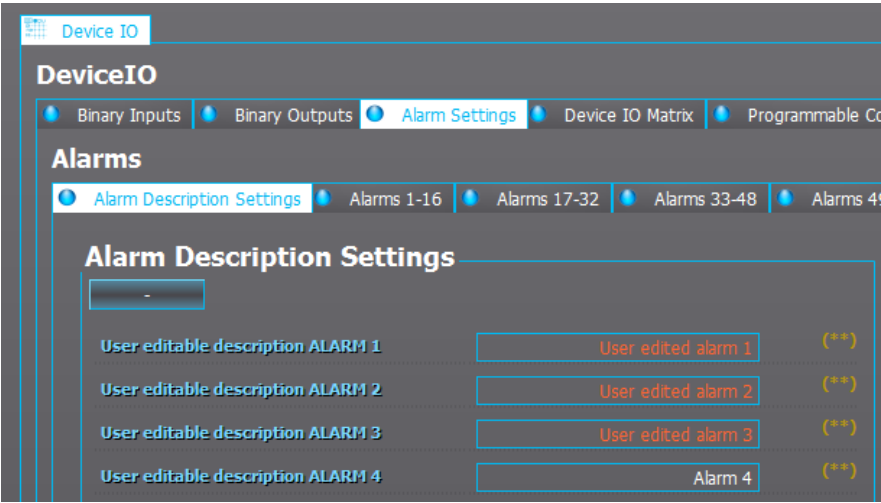 Device IO
DeviceIO
Binary Inputs Binary Outputs Alarm Settings Device IO Matrix Programmable
Alarms
Alarm Description Settings Alarms 1-16 Alarms 17-32 Alarms 33-48 Alarms
Alarm Description Settings
-
User editable description ALARM 1 User edited alarm 1 (**)
User editable description ALARM 2 User edited alarm 2 (**)
User editable description ALARM 3 User edited alarm 3 (**)
User editable description ALARM 4 Alarm 4 (**)